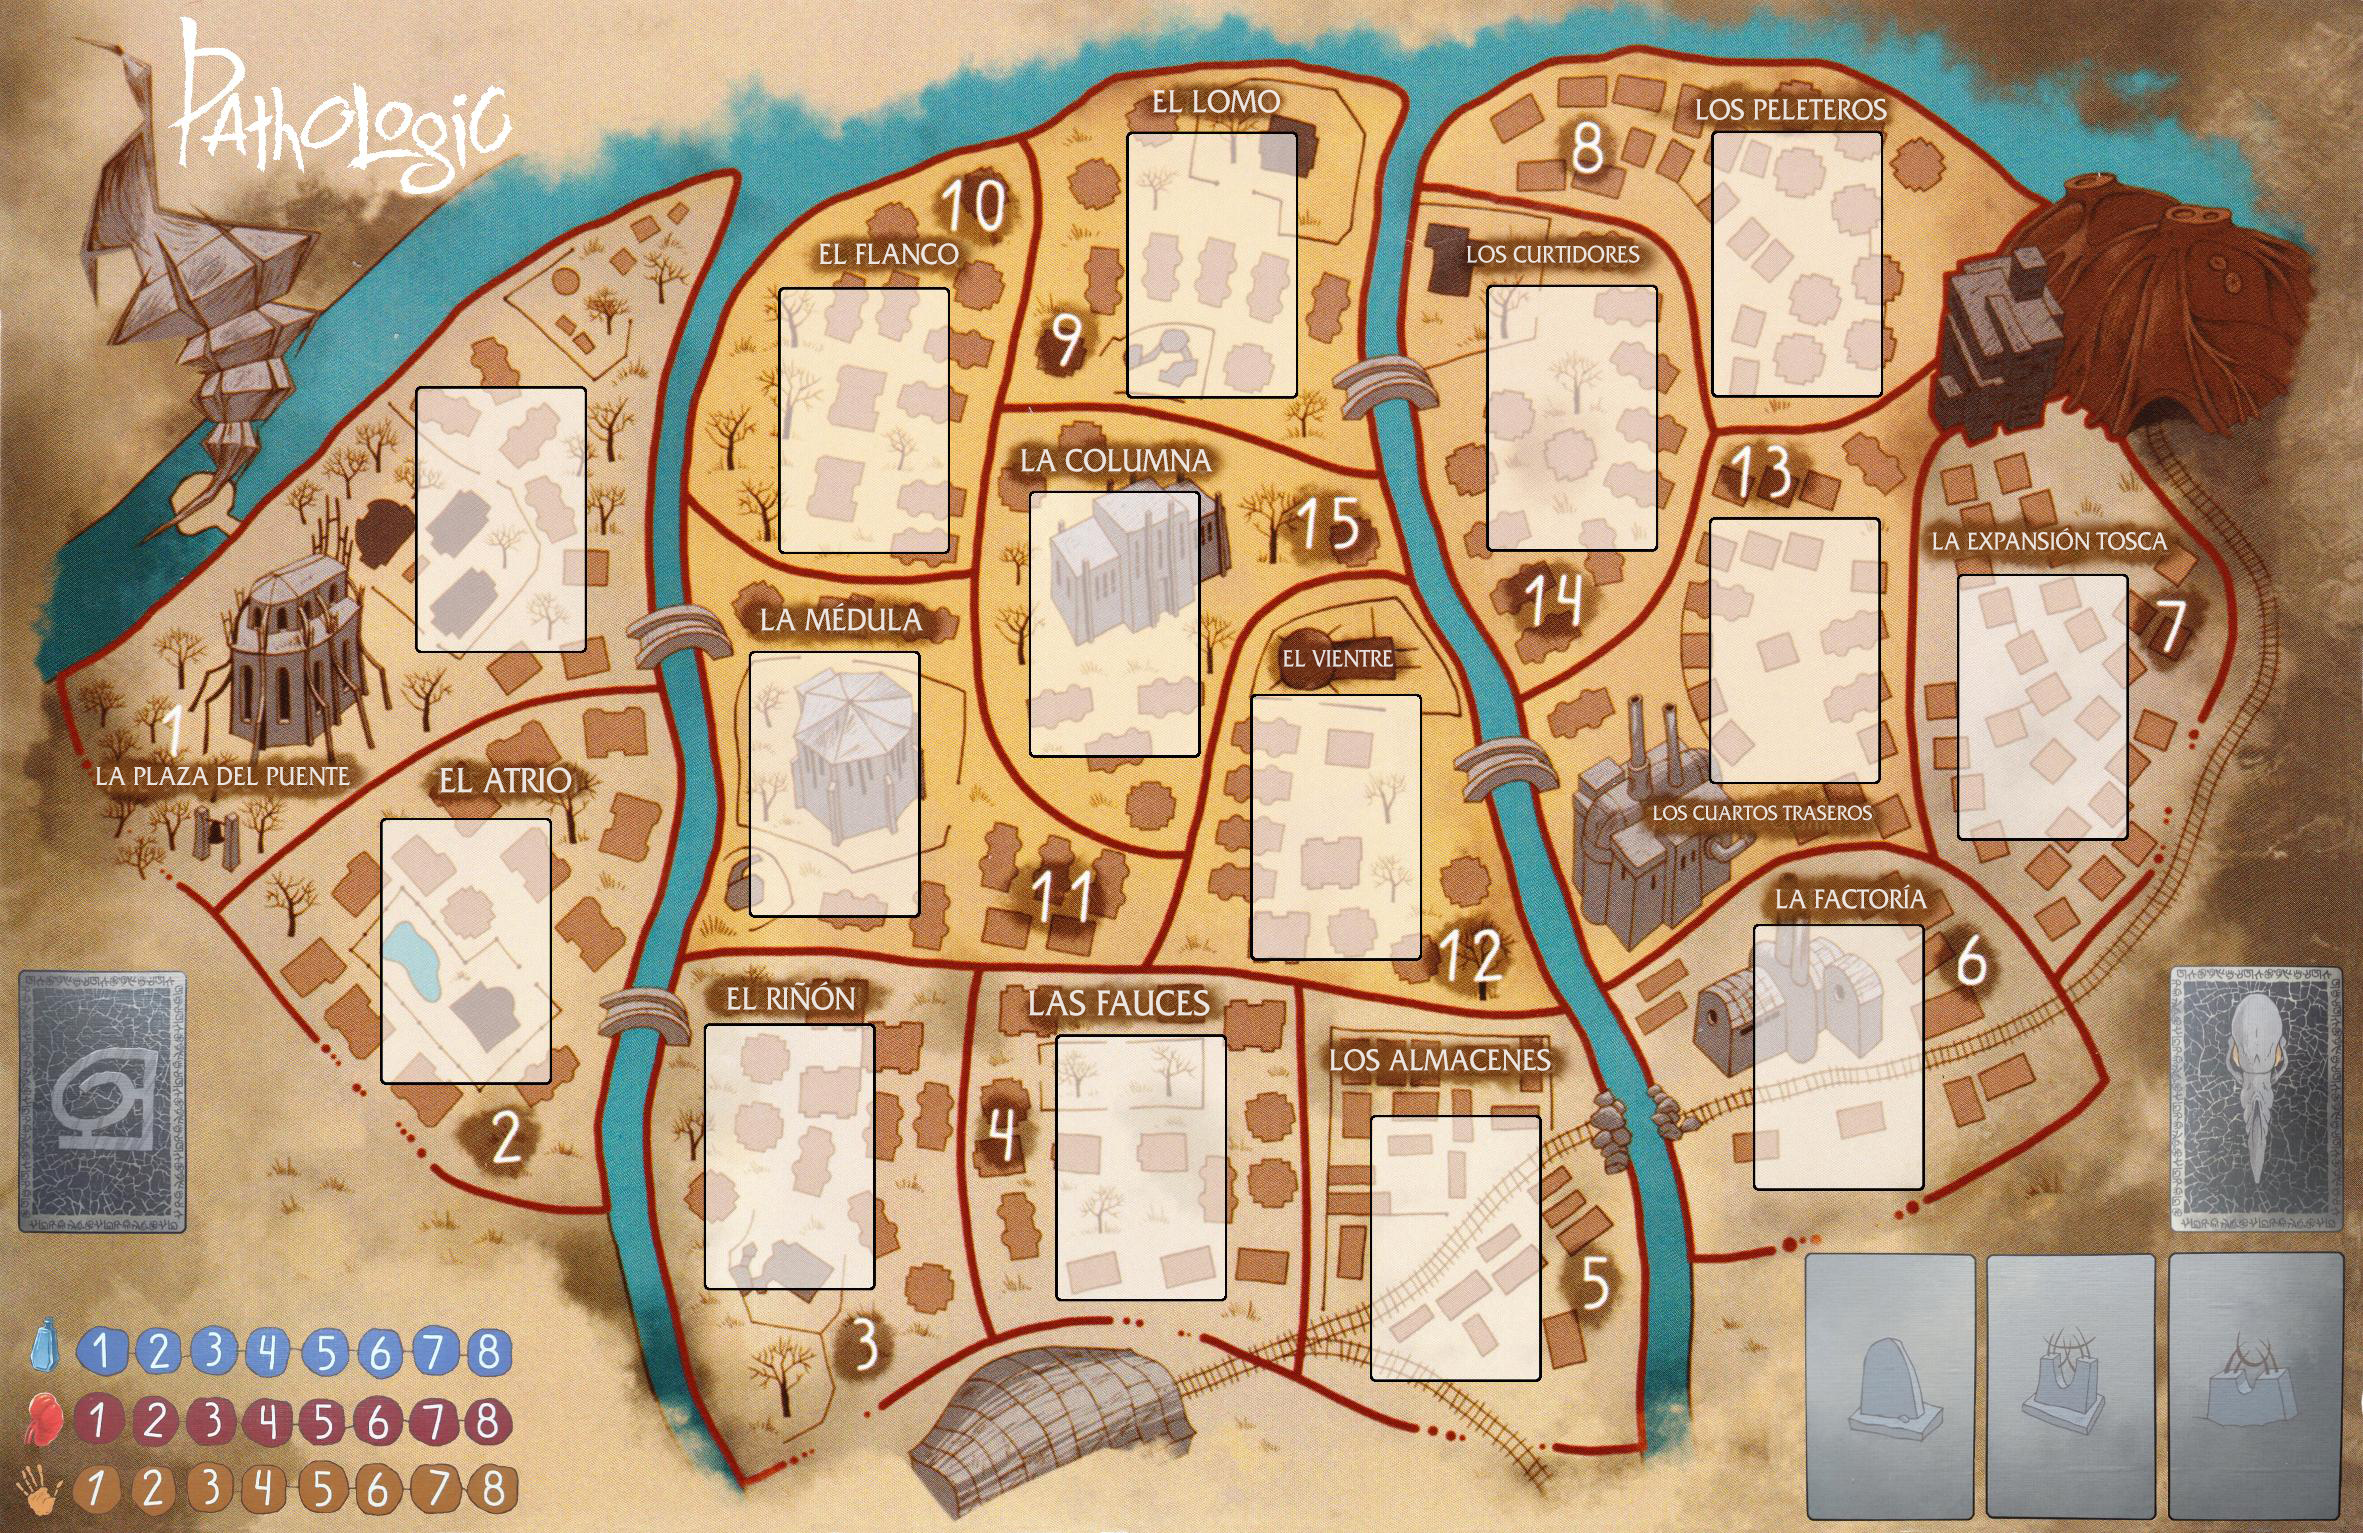 Pathologic
EL LOMO
LOS PELETEROS
8
10
EL FLANCO
LOS CURTIDORES
9
LA COLUMNA
13
15
LA EXPANSIÓN TOSCA
14
7
LA MÉDULA
EL VIENTRE
1
LA PLAZA DEL PUENTE
EL ATRIO
LOS CUARTOS TRASEROS
11
LA FACTORÍA
12
6
EL RIÑÓN
LAS FAUCES
LOS ALMACENES
2
4
5
3
1 2 3 4 5 6 7 8
1 2 3 4 5 6 7 8
1 2 3 4 5 6 7 8